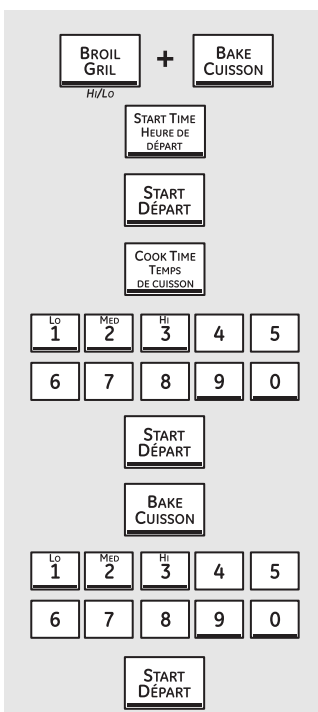 BROIL + BAKE
GRIL CUISSON
HI/LO
START TIME
HEURE DE
DÉPART
START
DÉPART
COOK TIME
TEMPS
DE CUISSON
LO MED HI
1 2 3 4 5
6 7 8 9 0
START
DÉPART
BAKE
CUISSON
LO MED HI
1 2 3 4 5
6 7 8 9 0
START
DÉPART